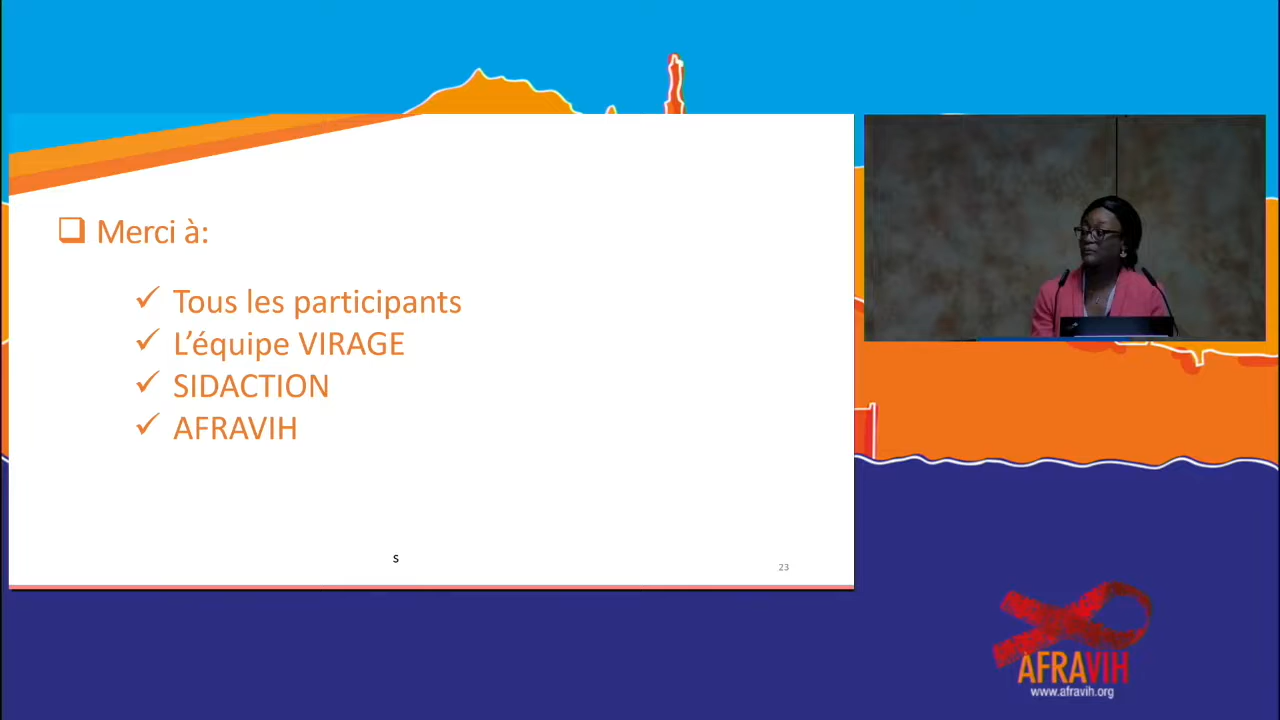 Merci à:
Tous les participants
L'équipe VIRAGE
SIDACTION
AFRAVIH
s
23
AFRAVIH
www.afravih.org